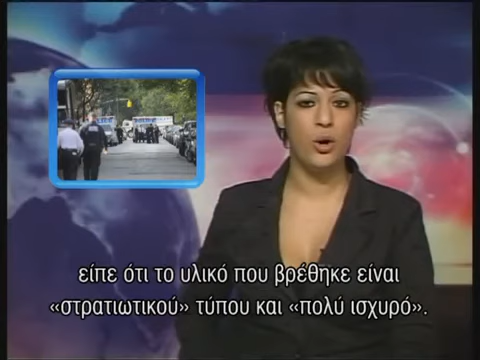 είπε ότι το υλικό που βρέθηκε είναι
«στρατιωτικού» τύπου και «πολύ ισχυρό».